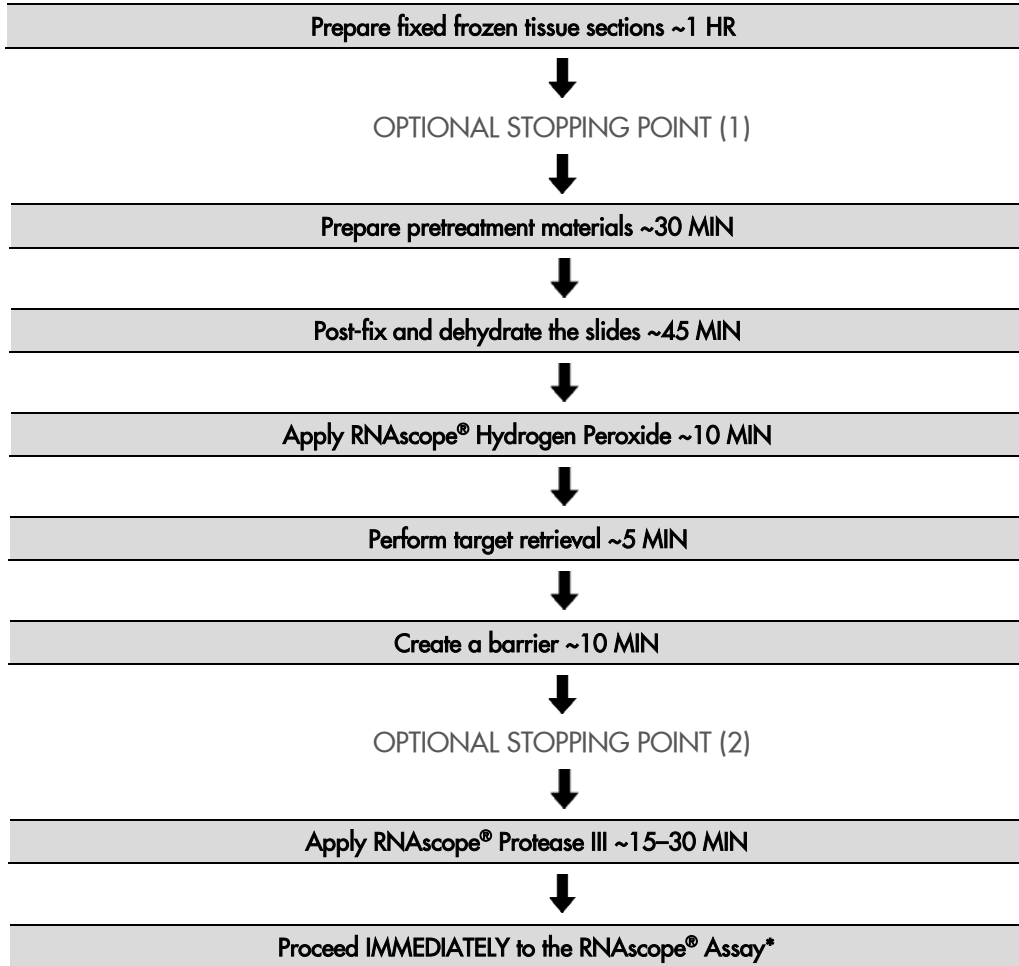 Prepare fixed frozen tissue sections ~1 HR
OPTIONAL STOPPING POINT (1)
Prepare pretreatment materials ~30 MIN
Post-fix and dehydrate the slides ~45 MIN
Apply RNAscope® Hydrogen Peroxide ~10 MIN
Perform target retrieval ~5 MIN
Create a barrier ~10 MIN
OPTIONAL STOPPING POINT (2)
Apply RNAscope® Protease III ~15–30 MIN
Proceed IMMEDIATELY to the RNAscope® Assay*